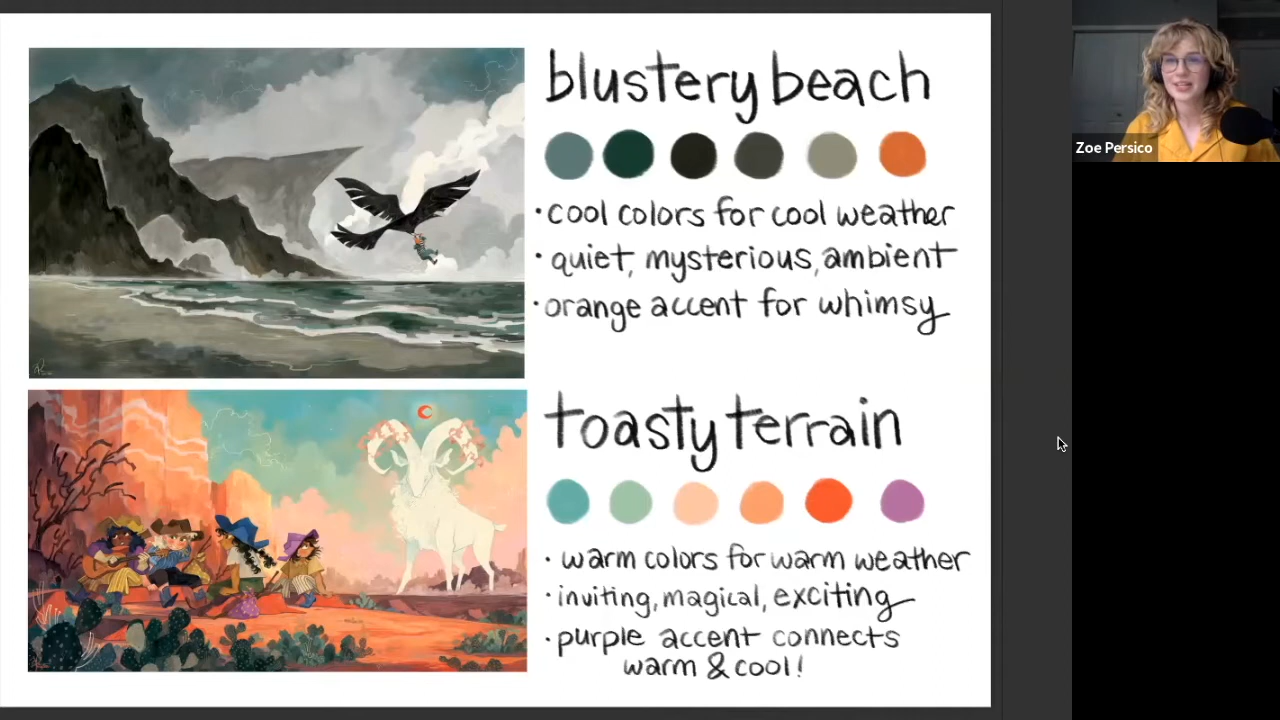 blustery beach
• cool colors for cool weather
• quiet, mysterious, ambient
• orange accent for whimsy
toasty terrain
• warm colors for warm weather
• inviting, magical, exciting
• purple accent connects
warm & cool!
Zoe Persico